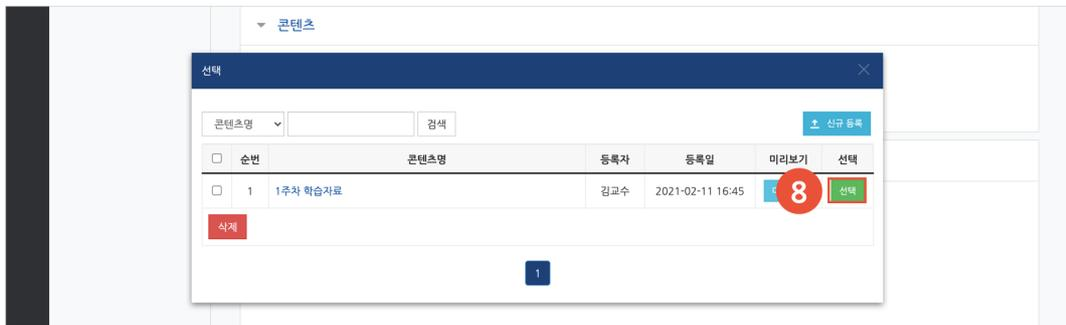 콘텐츠
선택
콘텐츠명 검색 신규 등록
순번 콘텐츠명 등록자 등록일 미리보기 선택
1 1주차 학습자료 김교수 2021-02-11 16:45 8 선택
삭제
1